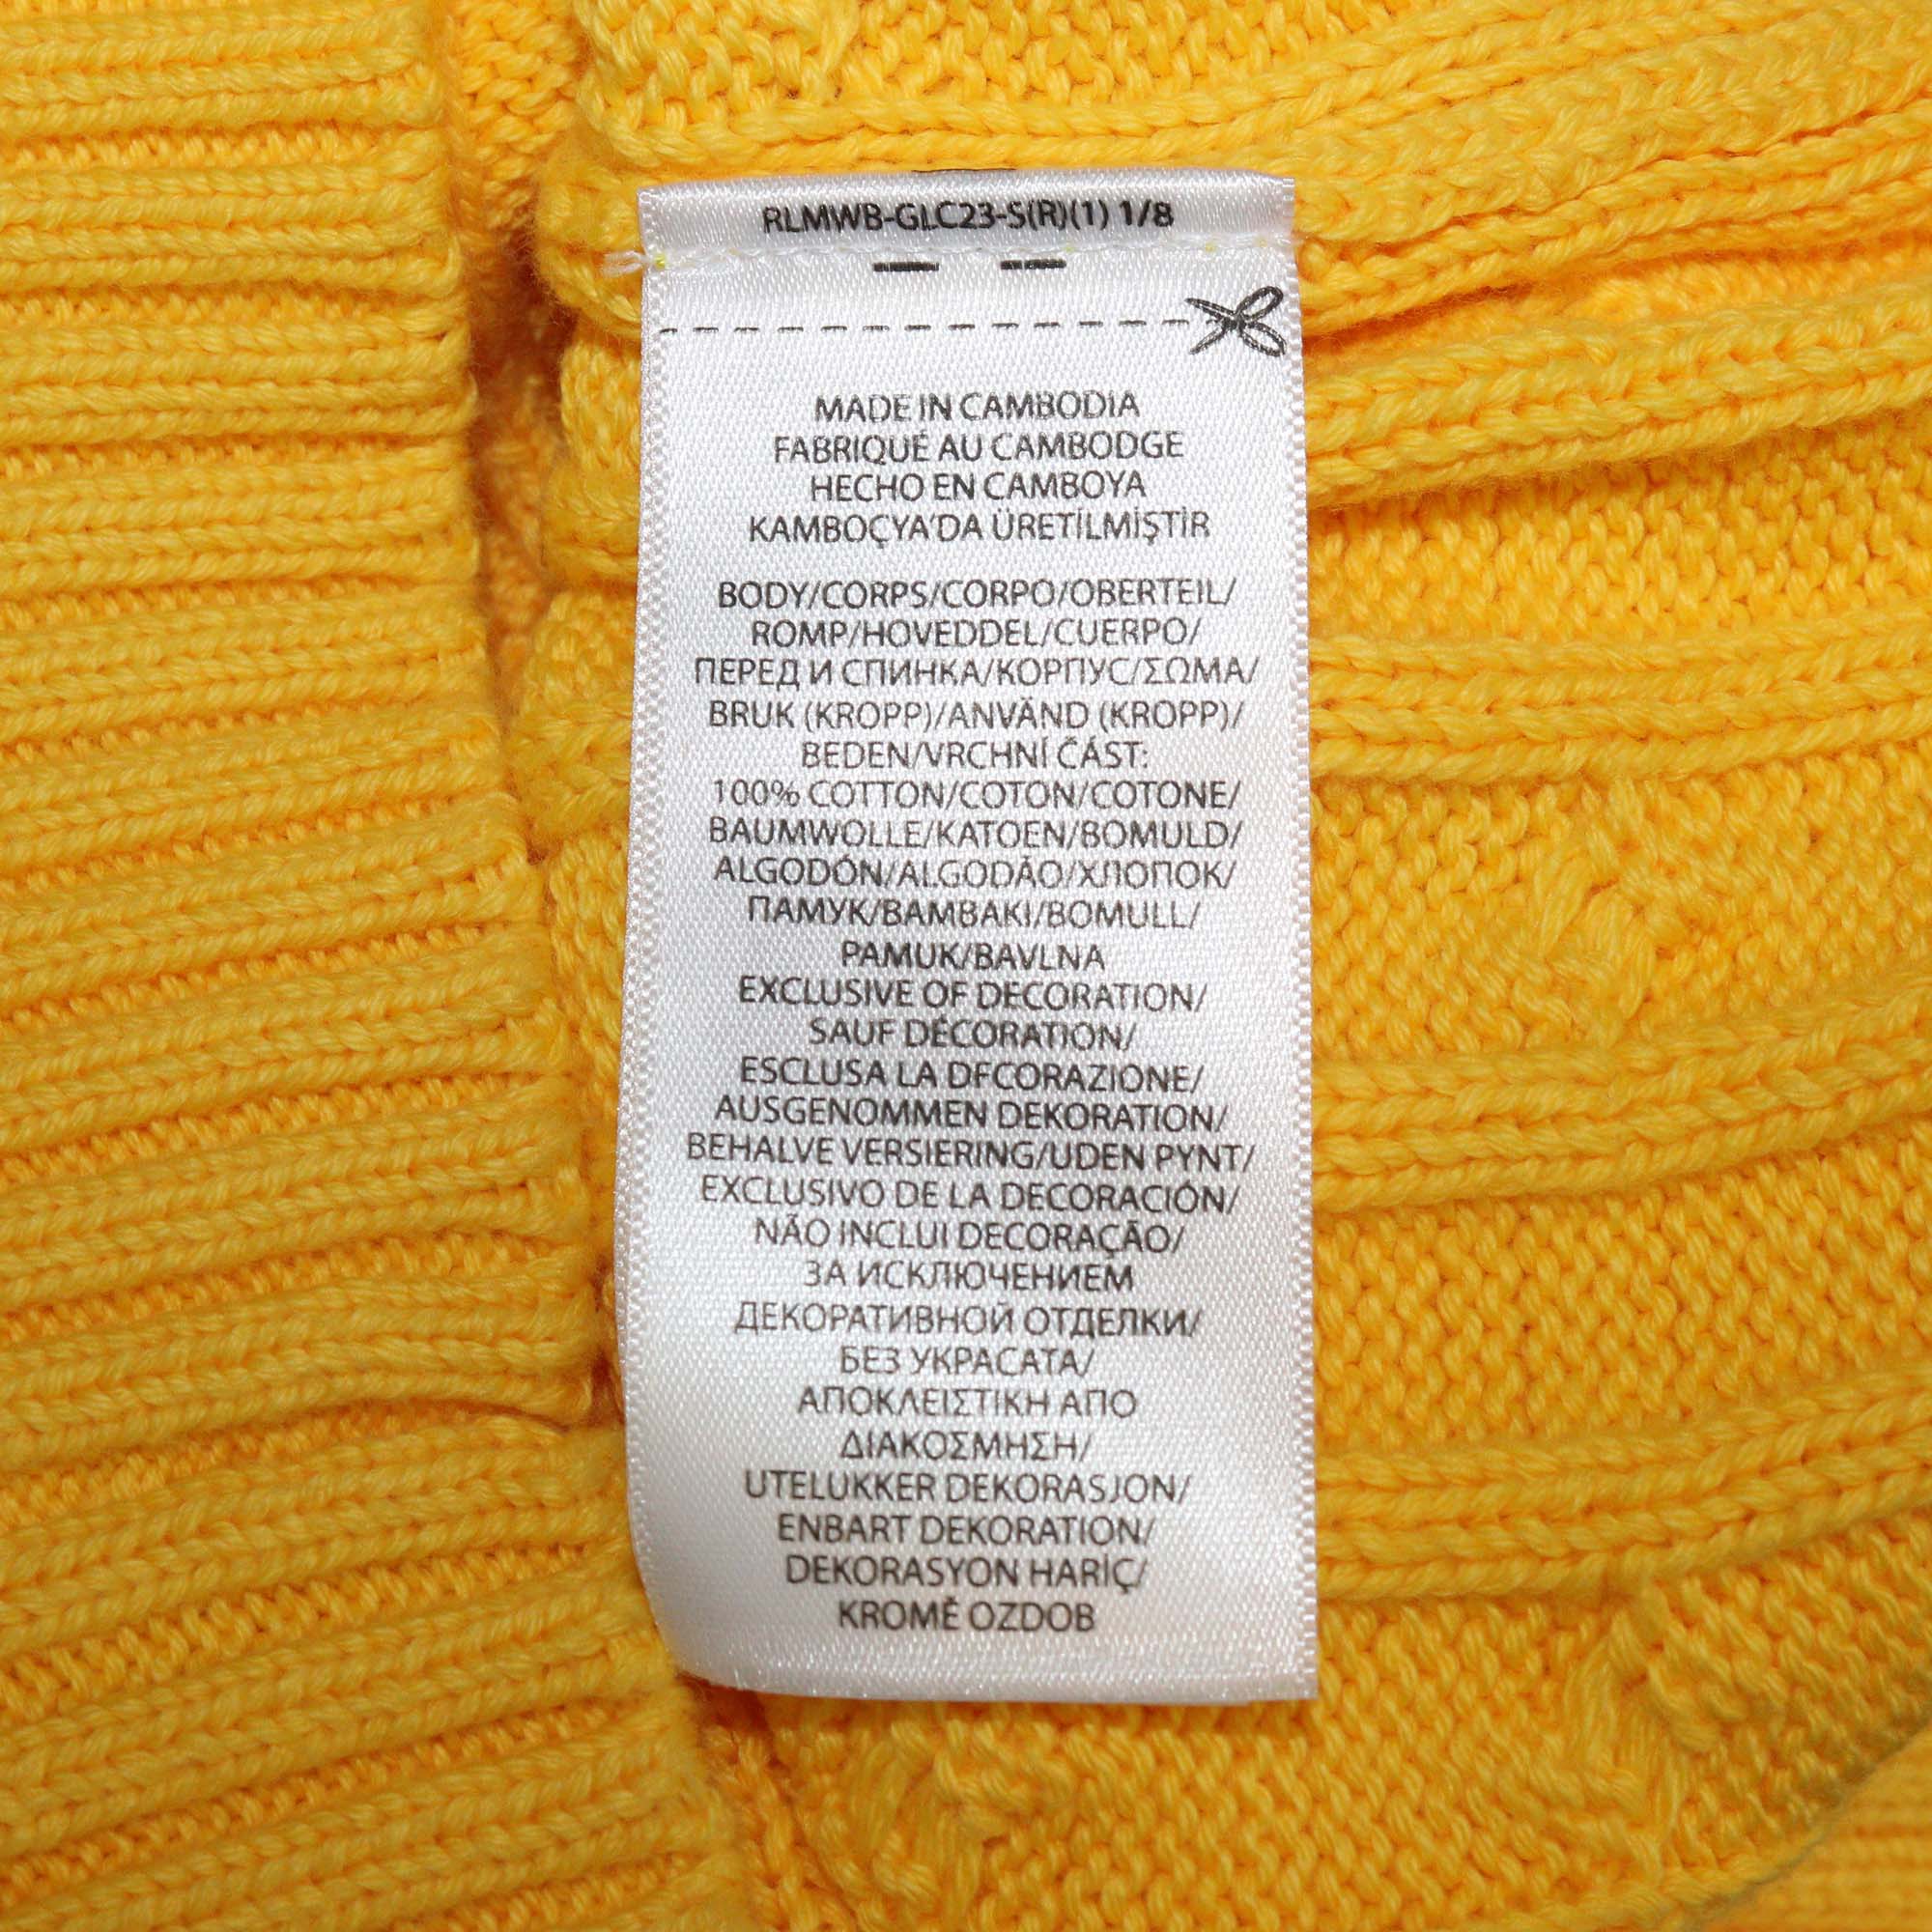 RLMWB-GLC23-S(R)(1) 1/8
MADE IN CAMBODIA
FABRIQUÉ AU CAMBODGE
HECHO EN CAMBOYA
KAMBOÇYA'DA ÜRETİLMİŞTİR
BODY/CORPS/CORPO/OBERTEIL/
ROMP/HOVEDDEL/CUERPO/
ПЕРЕД И СПИНКА/КОРПУС/ΣΩΜΑ/
BRUK (KROPP)/ANVÄND (KROPP)/
BEDEN/VRCHNÍ ČÁST:
100% COTTON/COTON/COTONE/
BAUMWOLLE/KATOEN/BOMULD/
ALGODÓN/ALGODÃO/ХЛОПОК/
ПАМУК/ΒΑΜΒΑΚΙ/BOMULL/
PAMUK/BAVLNA
EXCLUSIVE OF DECORATION/
SAUF DÉCORATION/
ESCLUSA LA DECORAZIONE/
AUSGENOMMEN DEKORATION/
BEHALVE VERSIERING/UDEN PYNT/
EXCLUSIVO DE LA DECORACIÓN/
NÃO INCLUI DECORAÇÃO/
ЗА ИСКЛЮЧЕНИЕМ
ДЕКОРАТИВНОЙ ОТДЕЛКИ/
БЕЗ УКРАСАТА/
ΑΠΟΚΛΕΙΣΤΙΚΗ ΑΠΟ
ΔΙΑΚΟΣΜΗΣΗ/
UTELUKKER DEKORASJON/
ENBART DEKORATION/
DEKORASYON HARİÇ/
KROMĚ OZDOB